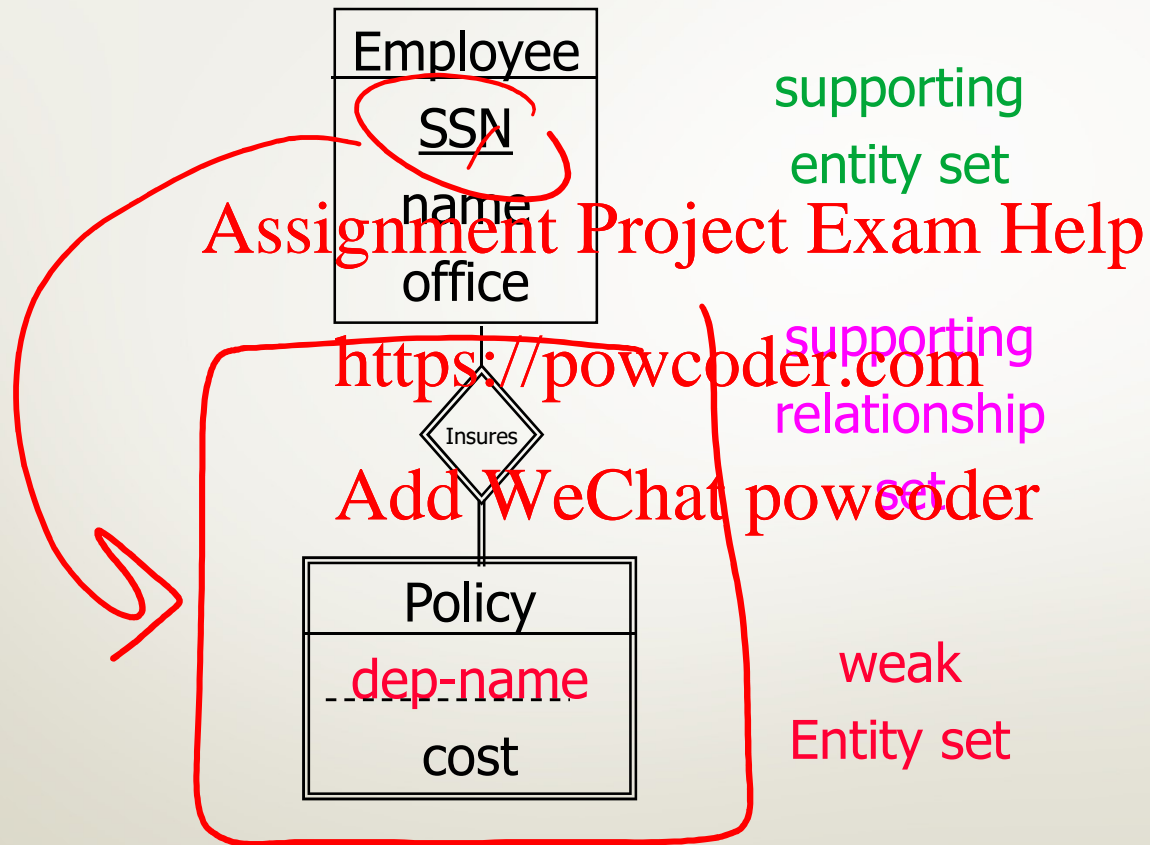 Employee
SSN
name
office
supporting
entity set
Assignment Project Exam Help
https://powcoder.com
supporting
relationship
set
Insures
Add WeChat powcoder
Policy
dep-name
cost
weak
Entity set